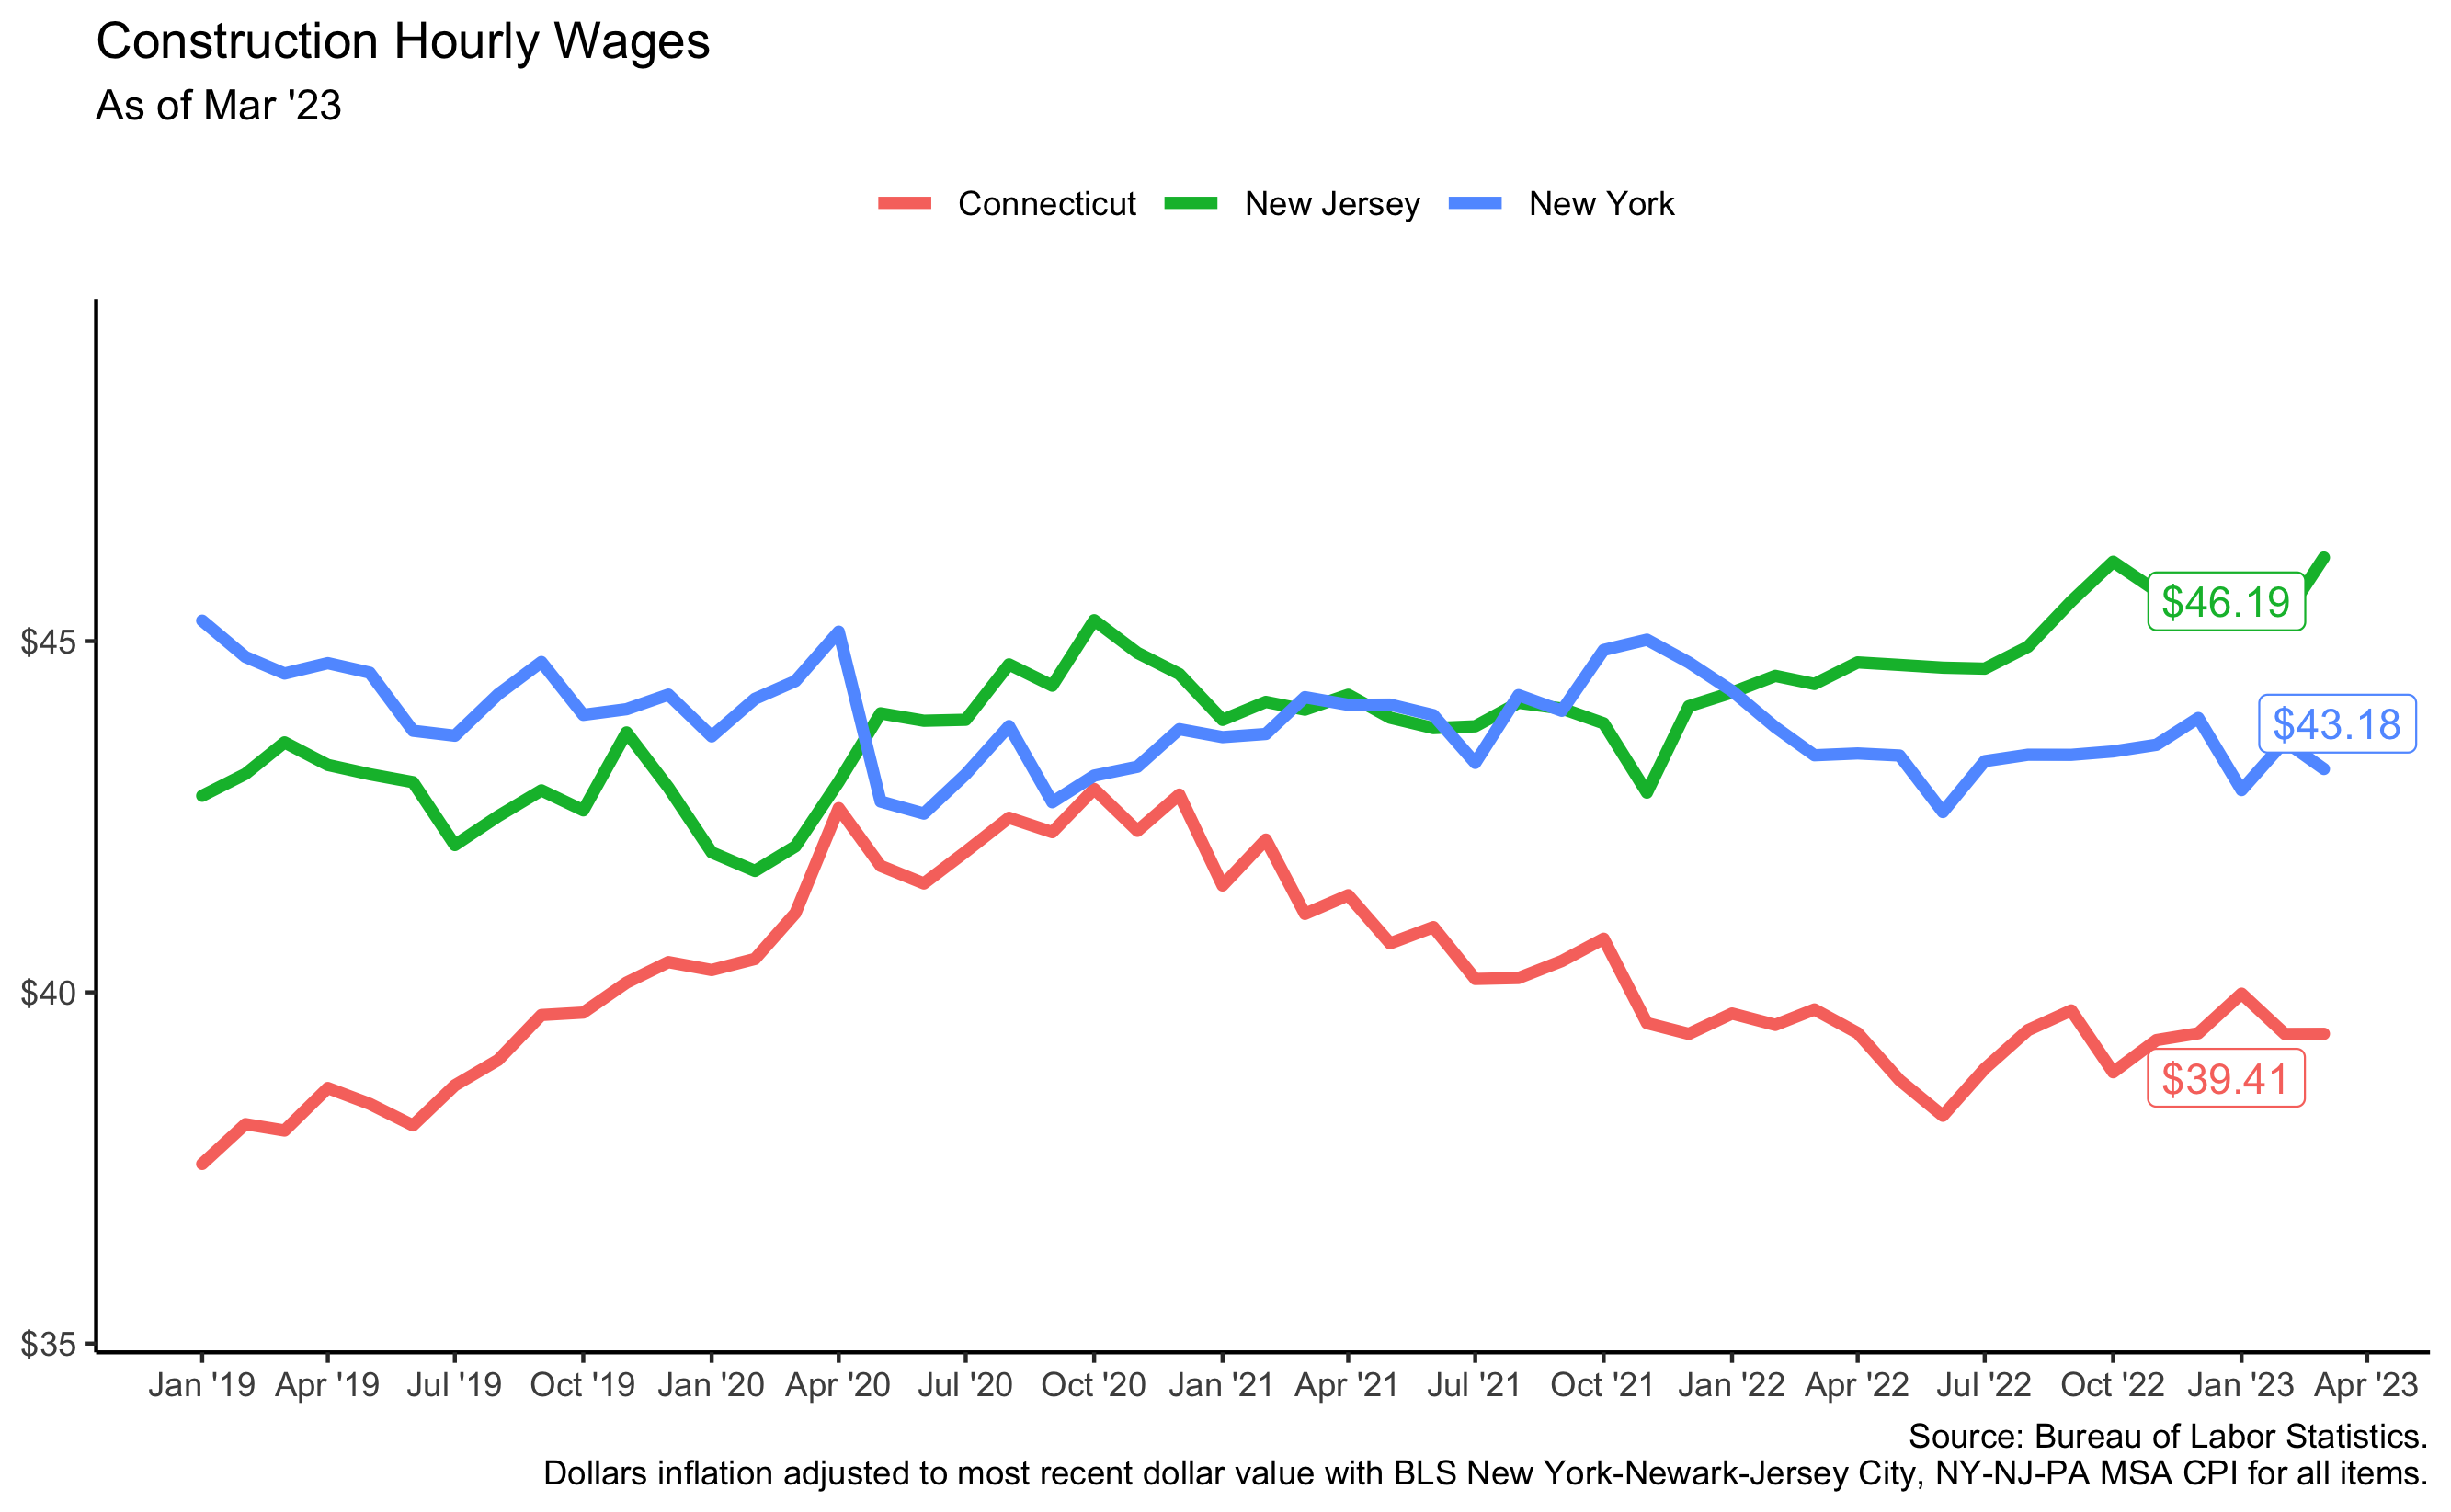 Construction Hourly Wages
As of Mar '23
Connecticut New Jersey New York
$45
$40
$35
$46.19
$43.18
$39.41
Jan '19 Apr '19 Jul '19 Oct '19 Jan '20 Apr '20 Jul '20 Oct '20 Jan '21 Apr '21 Jul '21 Oct '21 Jan '22 Apr '22 Jul '22 Oct '22 Jan '23 Apr '23
Source: Bureau of Labor Statistics.
Dollars inflation adjusted to most recent dollar value with BLS New York-Newark-Jersey City, NY-NJ-PA MSA CPI for all items.